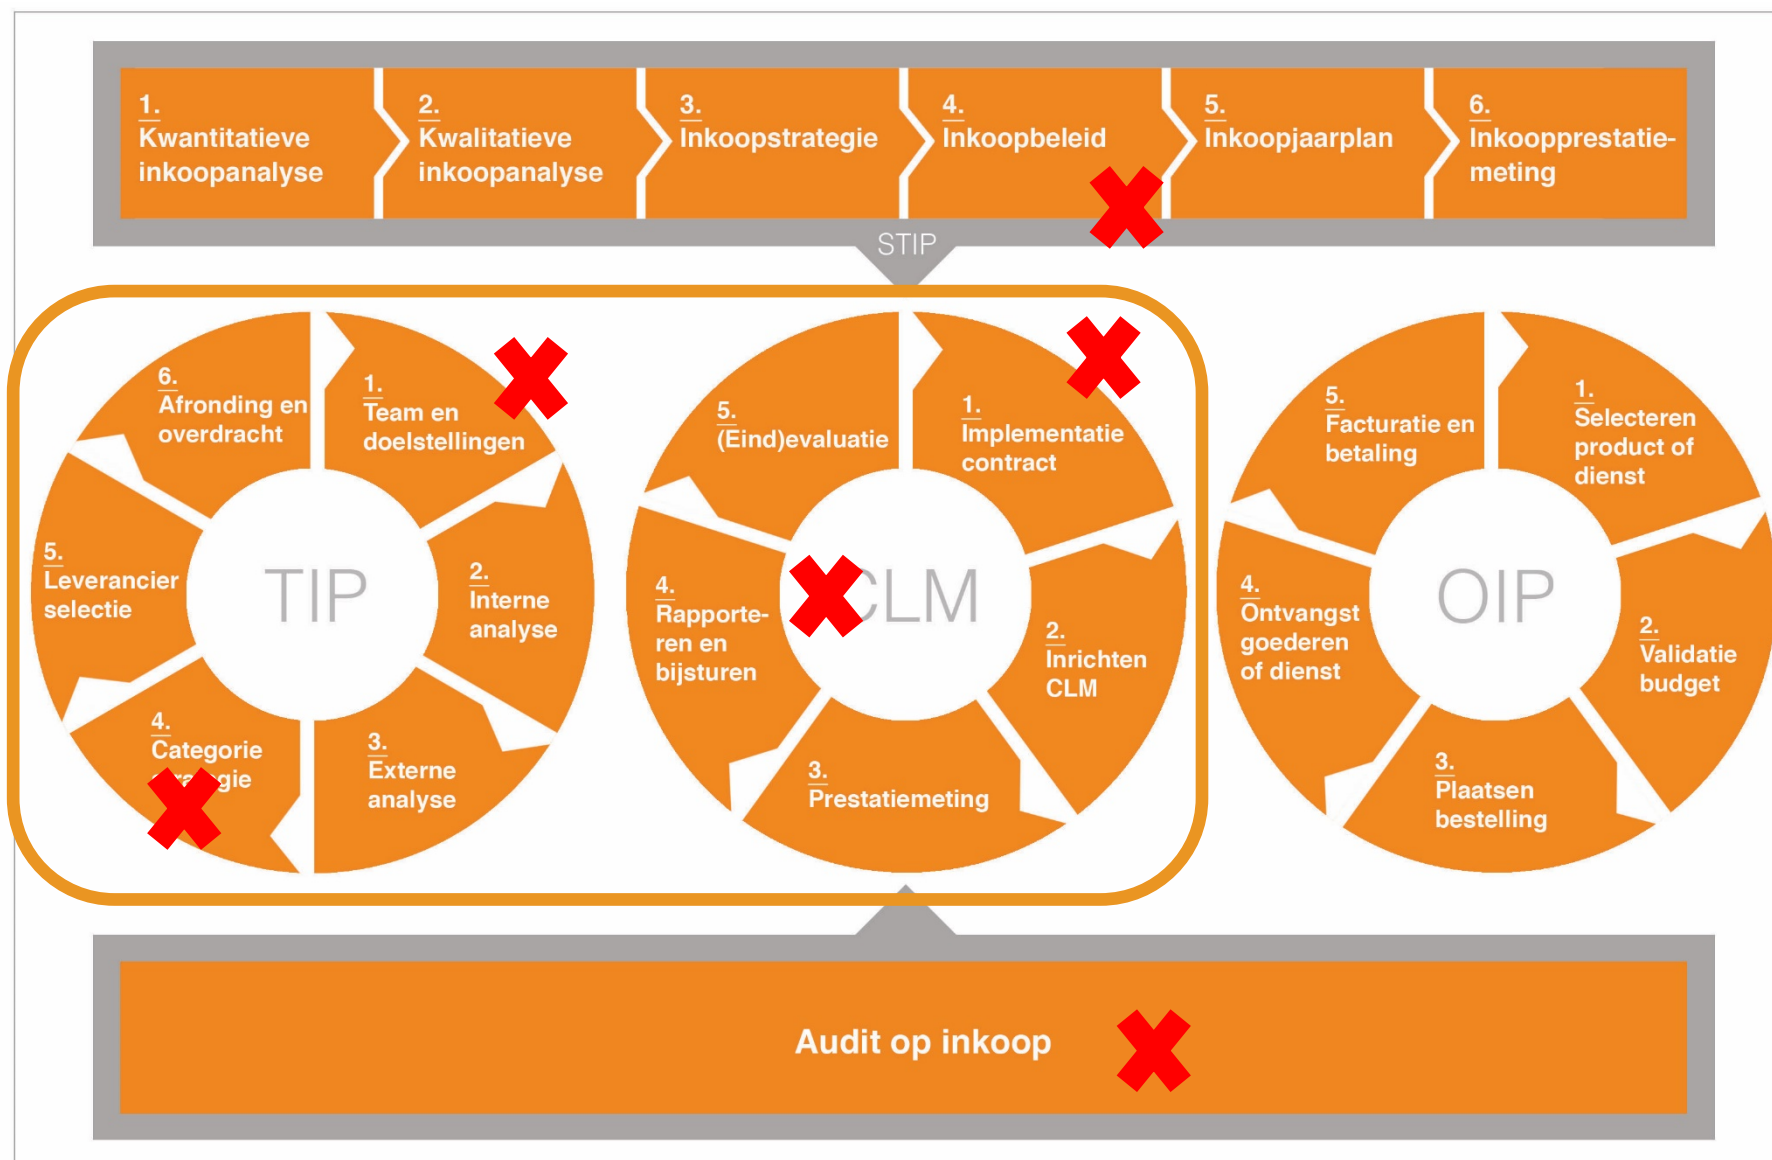 1.
Kwantitatieve
inkoopanalyse
2.
Kwalitatieve
inkoopanalyse
3.
Inkoopstrategie
4.
Inkoopbeleid
5.
Inkoopjaarplan
6.
Inkoopprestatie-
meting
STIP
1.
Team en
doelstellingen
2.
Interne
analyse
3.
Externe
analyse
4.
Categorie
5.
Leverancier
selectie
6.
Afronding en
overdracht
TIP
1.
Implementatie
contract
2.
Inrichten
CLM
3.
Prestatiemeting
4.
Rapporte-
ren en
bijsturen
5.
(Eind)evaluatie
CLM
1.
Selecteren
product of
dienst
2.
Validatie
budget
3.
Plaatsen
bestelling
4.
Ontvangst
goederen
of dienst
5.
Facturatie en
betaling
OIP
Audit op inkoop